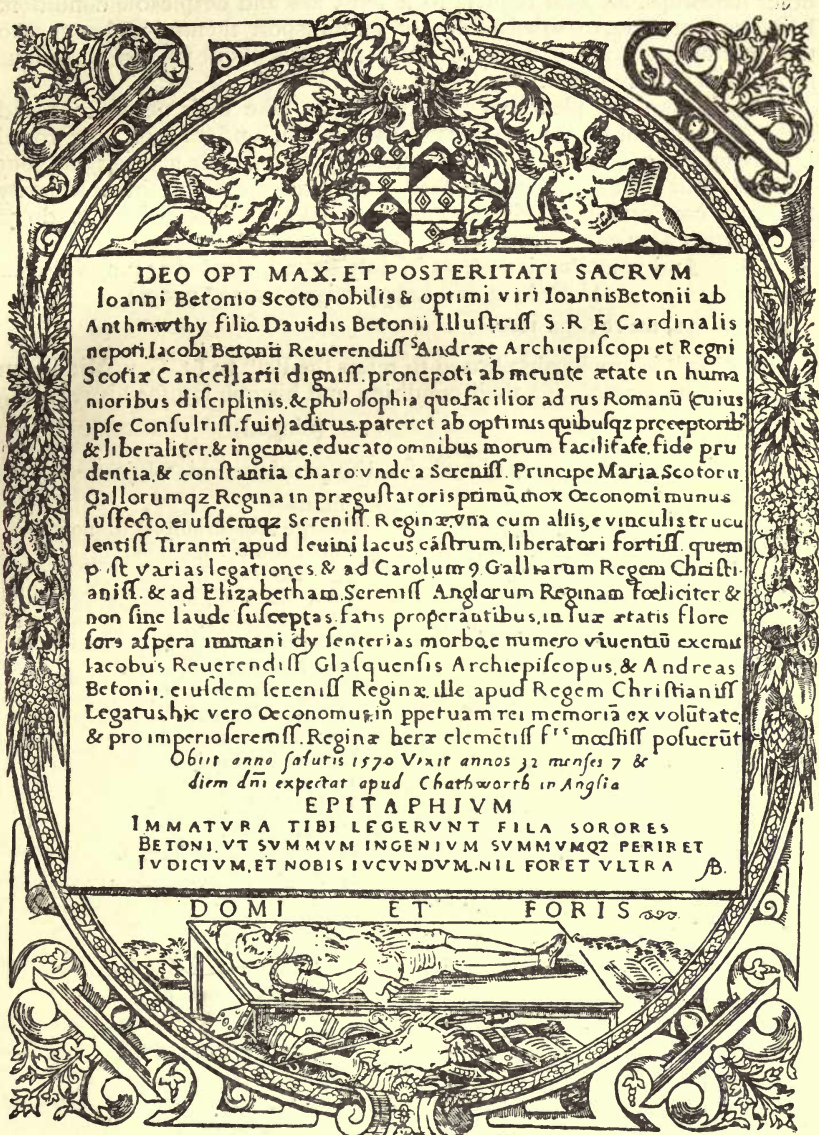 DEO OPT MAX. ET POSTERITATI SACRVM
Ioanni Betonio Scoto nobilis & optimi viri Ioannis Betonii ab
Anthmwthy filio Dauidis Betonii Illuſtriſſ S. R E Cardinalis
nepoti, Iacobi Betonii Reuerendiſſ S Andrææ Archiepiſcopi et Regni
Scotiæ Cancellarii digniſſ. pronepoti ab ineunte ætate in huma
nioribus diſciplinis, & philoſophia quo facilior ad ius Romanū (cuius
ipſe Conſultiſſ. fuit) aditus pateret ab optimis quibuſqz preceptoribꝰ
& liberaliter, & ingenue, educato omnibus morum facilitate, fide pru
dentia, & conſtantia charo vnde a Sereniſſ. Principe Maria Scotorū,
Gallorumqz Regina in prægustatoris primū, mox Œconomi munus
ſuffecto, eiuſdemqz Sereniſſ. Reginæ, vna cum aliis, e vinculis trucu
lentiſſ Tiranni, apud leuini lacus caſtrum, liberatori fortiſſ. quem
poſt varias legationes, & ad Carolum 9, Galliarum Regem Chriſti
aniſſ. & ad Elizabetham, Sereniſſ Anglorum Reginam fœliciter &
non ſine laude ſuſceptas fatis properantibus, in ſuæ ætatis flore
ſors aſpera immani dy ſenterias morbo, e numero viuentiū exemit
Iacobus Reuerendiſſ Glaſquenſis Archiepiſcopus, & Andreas
Betonii, eiuſdem ſereniſſ Reginæ, ille apud Regem Chriſtianiſſ
Legatus, hic vero Œconomus, in ppetuam rei memoriā ex volūtate,
& pro imperio ſereniſſ. Reginæ heræ clemētiſſ frs mœſtiſſ poſuerūt
Obiit anno ſalutis 1570 Vixit annos 32 menſes 7 &
diem dn̄i expectat apud Chathworth in Anglia
EPITAPHIVM
IMMATVRA TIBI LEGERVNT FILA SORORES
BETONI, VT SVMMVM INGENIVM SVMMVMQZ PERIRET
IVDICIVM, ET NOBIS IVCVNDVM NIL FORET VLTRA AB.
DOMI ET FORIS